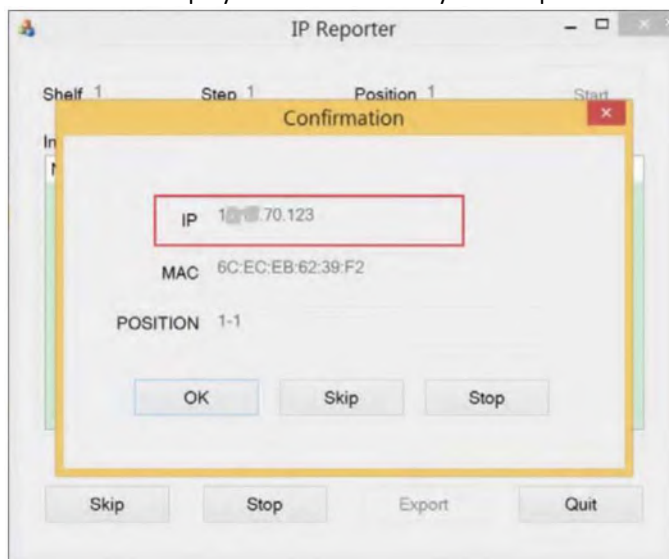 IP Reporter
Shelf 1 Step 1 Position 1 Start
Confirmation
In
IP .70.123
MAC 6C:EC:EB:62:39:F2
POSITION 1-1
OK Skip Stop
Skip Stop Export Quit